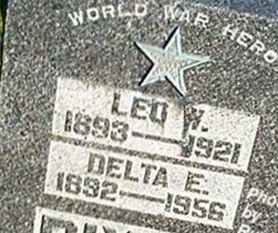 WORLD WAR HERO
LEO W.
1893—1921
DELTA E.
1892—1956